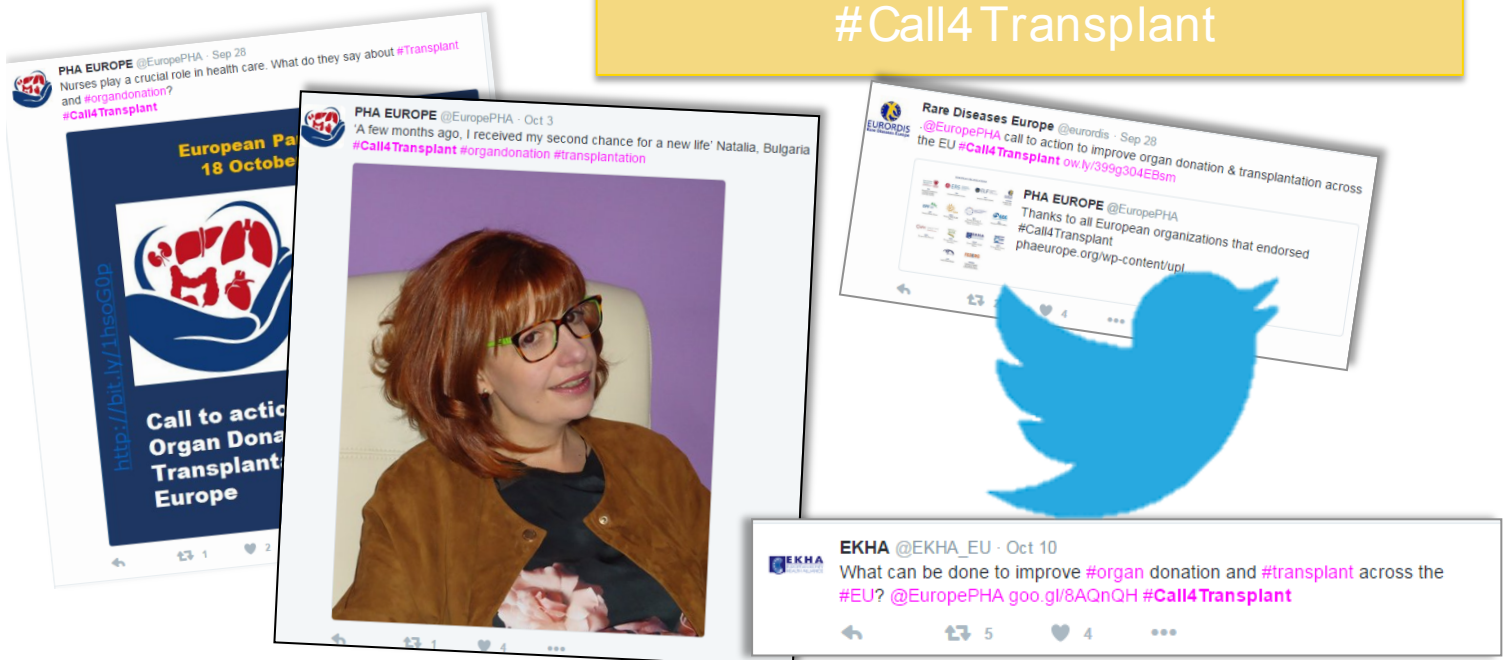 #Call4Transplant
PHA EUROPE @EuropePHA · Sep 28
Nurses play a crucial role in health care. What do they say about #Transplant
and #organdonation?
#Call4Transplant
European Pa
18 Octobe
http://bit.ly/1hsoG0p
Call to actio
Organ Dona
Transplant
Europe
1
2
PHA EUROPE @EuropePHA · Oct 3
'A few months ago, I received my second chance for a new life' Natalia, Bulgaria
#Call4Transplant #organdonation #transplantation
1
4
EURORDIS
Rare Diseases Europe @eurordis · Sep 28
.@EuropePHA call to action to improve organ donation & transplantation across
the EU #Call4Transplant ow.ly/399g304EBsm
PHA EUROPE @EuropePHA
Thanks to all European organizations that endorsed
#Call4Transplant
phaeurope.org/wp-content/upl
4
EKHA
EKHA @EKHA_EU · Oct 10
What can be done to improve #organ donation and #transplant across the
#EU? @EuropePHA goo.gl/8AQnQH #Call4Transplant
5
4